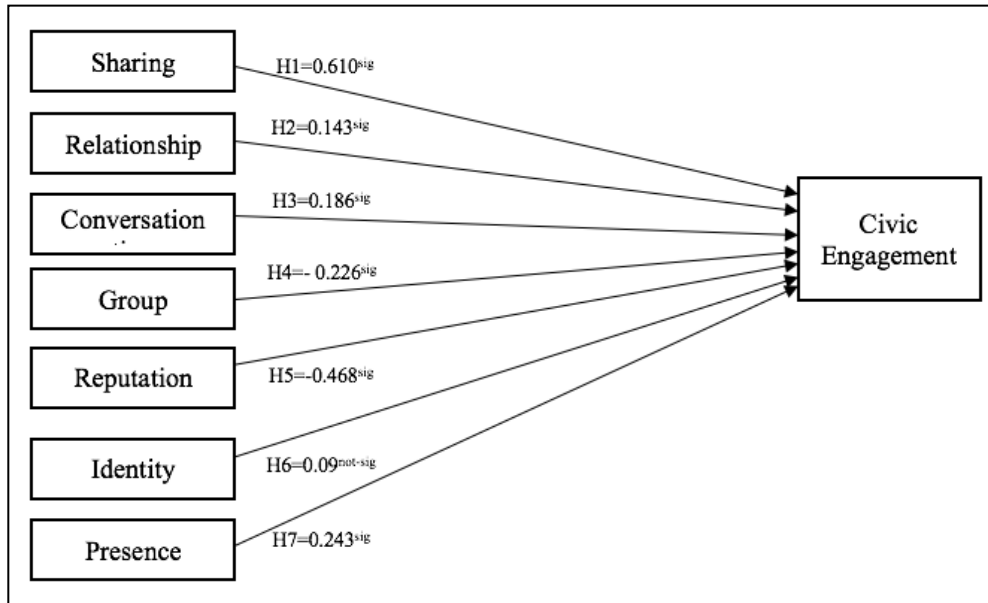 Sharing
H1=0.610sig
Relationship
H2=0.143sig
Conversation
H3=0.186sig
Group
H4=- 0.226sig
Reputation
H5=-0.468sig
Identity
H6=0.09not-sig
Presence
H7=0.243sig
Civic
Engagement